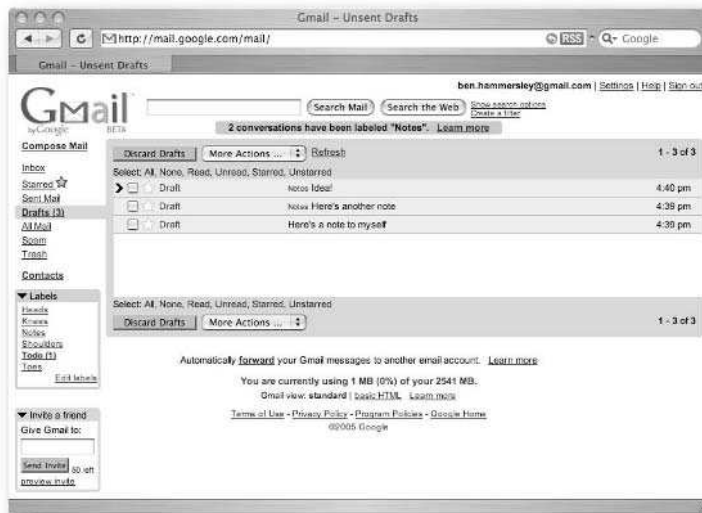 Gmail – Unsent Drafts
http://mail.google.com/mail/
RSS
Google
Gmail – Unsent Drafts
ben.hammersley@gmail.com | Settings | Help | Sign out
Gmail
by Google
BETA
Search Mail Search the Web Show search options
Create a filter
2 conversations have been labeled "Notes". Learn more
Compose Mail
Inbox
Starred
Sent Mail
Drafts (3)
All Mail
Spam
Trash
Contacts
Labels
Heads
Knees
Notes
Shoulders
Todo (1)
Toes
Edit labels
Invite a friend
Give Gmail to:
Send Invite 50 left
preview invite
Discard Drafts More Actions ... Refresh 1 - 3 of 3
Select: All, None, Read, Unread, Starred, Unstarred
Draft Notes Idea! 4:40 pm
Draft Notes Here's another note 4:39 pm
Draft Here's a note to myself 4:39 pm
Select: All, None, Read, Unread, Starred, Unstarred
Discard Drafts More Actions ... 1 - 3 of 3
Automatically forward your Gmail messages to another email account. Learn more
You are currently using 1 MB (0%) of your 2541 MB.
Gmail view: standard | basic HTML Learn more
Terms of Use - Privacy Policy - Program Policies - Google Home
©2005 Google